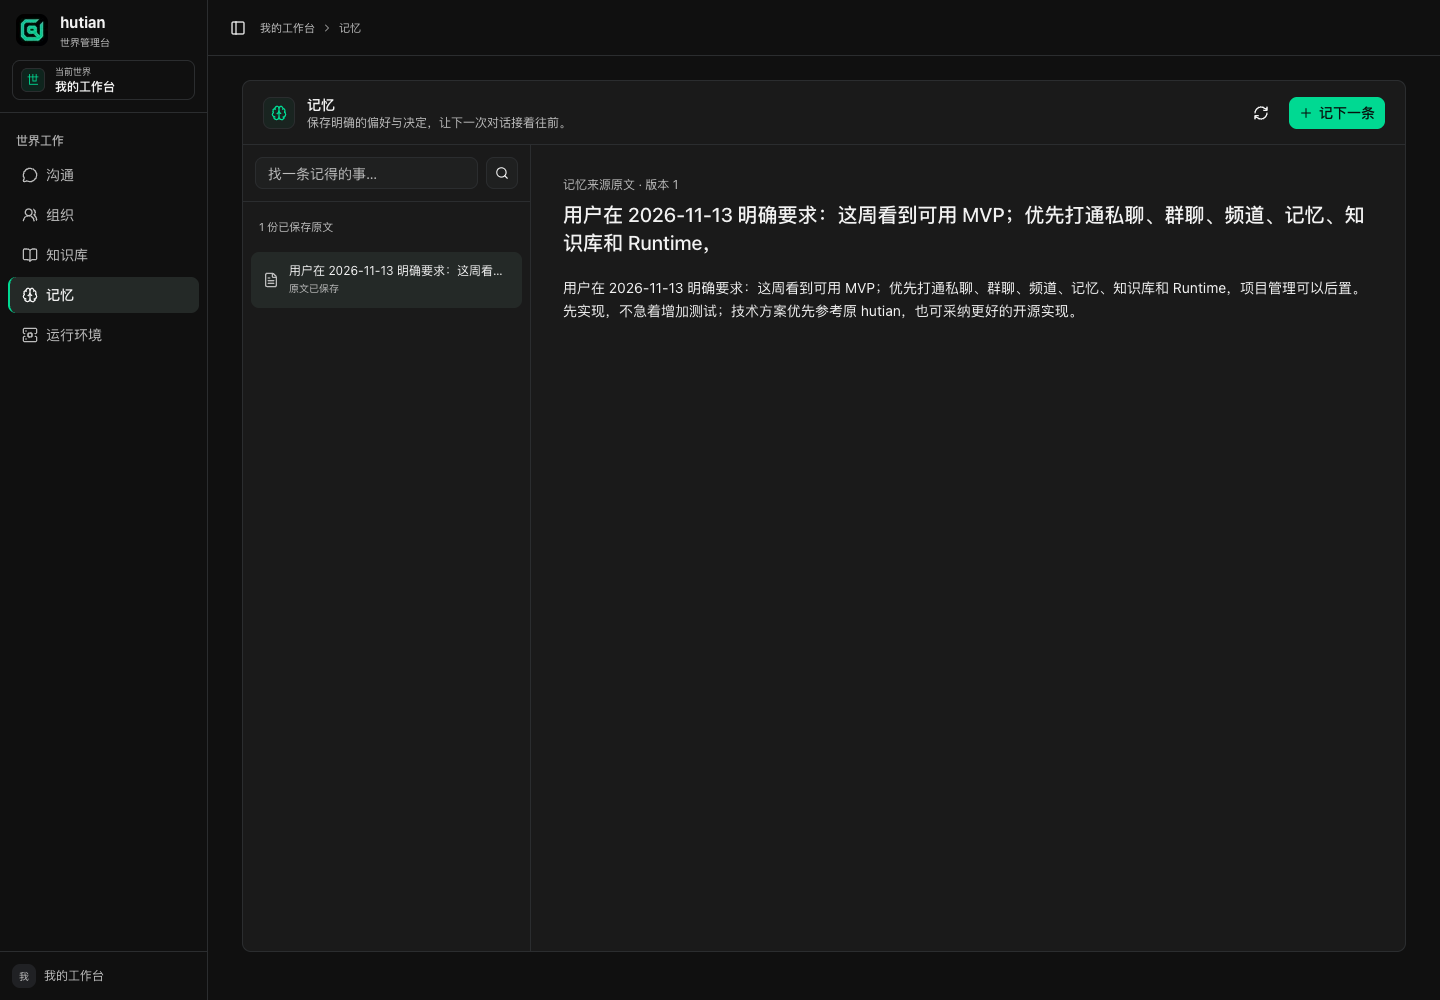 hutian
世界管理台
世
当前世界
我的工作台
世界工作
沟通
组织
知识库
记忆
运行环境
我
我的工作台
我的工作台 > 记忆
记忆
保存明确的偏好与决定，让下一次对话接着往前。
记下一条
找一条记得的事...
1 份已保存原文
用户在 2026-11-13 明确要求：这周看...
原文已保存
记忆来源原文 · 版本 1
用户在 2026-11-13 明确要求：这周看到可用 MVP；优先打通私聊、群聊、频道、记忆、知
识库和 Runtime，
用户在 2026-11-13 明确要求：这周看到可用 MVP；优先打通私聊、群聊、频道、记忆、知识库和 Runtime，项目管理可以后置。
先实现，不急着增加测试；技术方案优先参考原 hutian，也可采纳更好的开源实现。